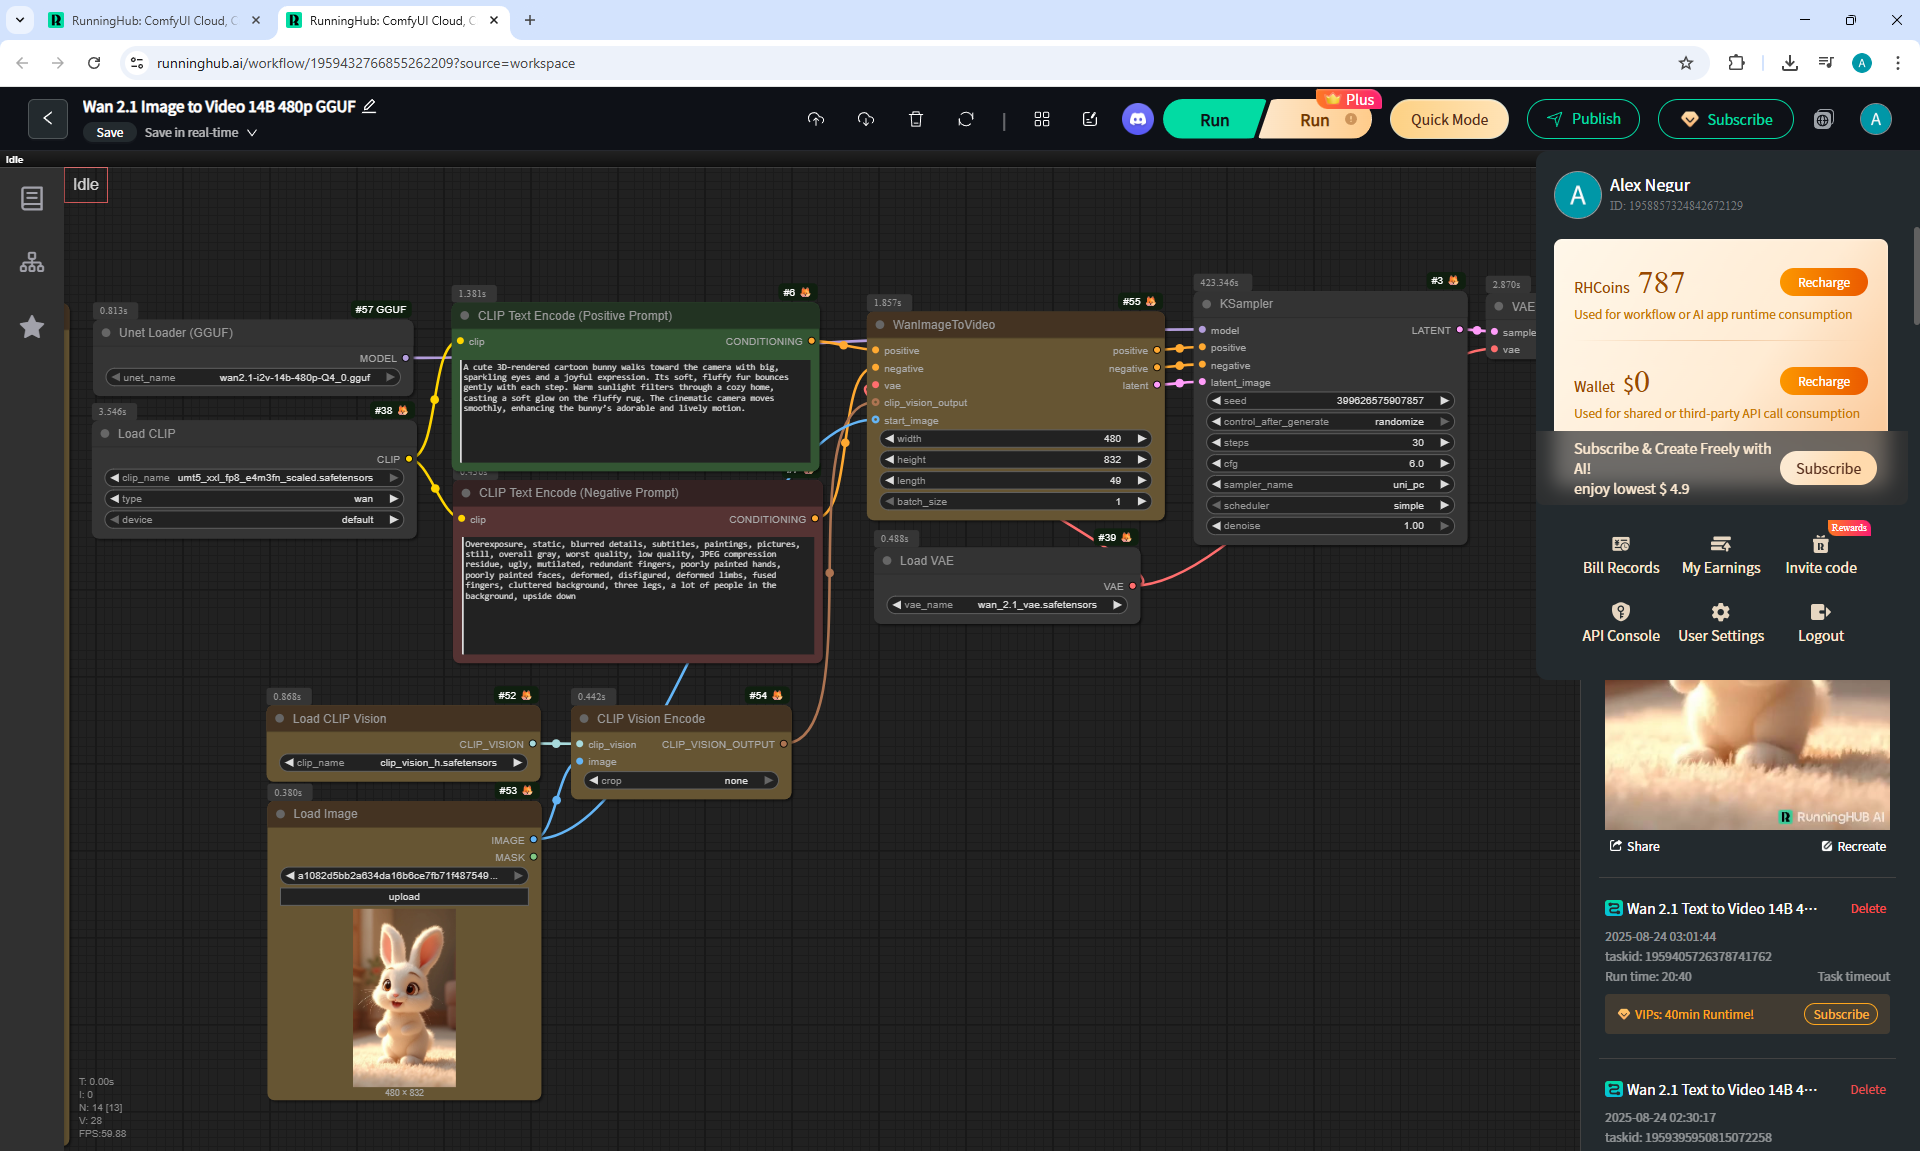 RunningHub: ComfyUI Cloud, C
RunningHub: ComfyUI Cloud, C
runninghub.ai/workflow/1959432766855262209?source=workspace
A
Wan 2.1 Image to Video 14B 480p GGUF
Save
Save in real-time
Run
Run
Plus
Quick Mode
Publish
Subscribe
A
Idle
Idle
0.813s
#57 GGUF
Unet Loader (GGUF)
MODEL
unet_name
wan2.1-i2v-14b-480p-Q4_0.gguf
3.546s
#38
Load CLIP
CLIP
clip_name
umt5_xxl_fp8_e4m3fn_scaled.safetensors
type
wan
device
default
1.381s
#6
CLIP Text Encode (Positive Prompt)
clip
CONDITIONING
A cute 3D-rendered cartoon bunny walks toward the camera with big,
sparkling eyes and a joyful expression. Its soft, fluffy fur bounces
gently with each step. Warm sunlight filters through a cozy home,
casting a soft glow on the fluffy rug. The cinematic camera moves
smoothly, enhancing the bunny's adorable and lively motion.
CLIP Text Encode (Negative Prompt)
clip
CONDITIONING
Overexposure, static, blurred details, subtitles, paintings, pictures,
still, overall gray, worst quality, low quality, JPEG compression
residue, ugly, mutilated, redundant fingers, poorly painted hands,
poorly painted faces, deformed, disfigured, deformed limbs, fused
fingers, cluttered background, three legs, a lot of people in the
background, upside down
1.857s
#55
WanImageToVideo
positive
positive
negative
negative
vae
latent
clip_vision_output
start_image
width
480
height
832
length
49
batch_size
1
0.488s
#39
Load VAE
VAE
vae_name
wan_2.1_vae.safetensors
423.346s
#3
KSampler
model
LATENT
positive
negative
latent_image
seed
399626575907857
control_after_generate
randomize
steps
30
cfg
6.0
sampler_name
uni_pc
scheduler
simple
denoise
1.00
2.870s
VAE
sample
vae
0.868s
#52
Load CLIP Vision
CLIP_VISION
clip_name
clip_vision_h.safetensors
0.442s
#54
CLIP Vision Encode
clip_vision
CLIP_VISION_OUTPUT
image
crop
none
0.380s
#53
Load Image
IMAGE
MASK
a1082d5bb2a634da16b6ce7fb71f487549...
upload
480 × 832
T: 0.00s
I: 0
N: 14 [13]
V: 28
FPS:59.88
A
Alex Negur
ID: 1958857324842672129
RHCoins 787
Recharge
Used for workflow or AI app runtime consumption
Wallet $0
Recharge
Used for shared or third-party API call consumption
Subscribe & Create Freely with
AI!
enjoy lowest $ 4.9
Subscribe
Rewards
Bill Records
My Earnings
Invite code
API Console
User Settings
Logout
RunningHUB AI
Share
Recreate
Wan 2.1 Text to Video 14B 4···
Delete
2025-08-24 03:01:44
taskid: 1959405726378741762
Run time: 20:40
Task timeout
VIPs: 40min Runtime!
Subscribe
Wan 2.1 Text to Video 14B 4···
Delete
2025-08-24 02:30:17
taskid: 1959395950815072258